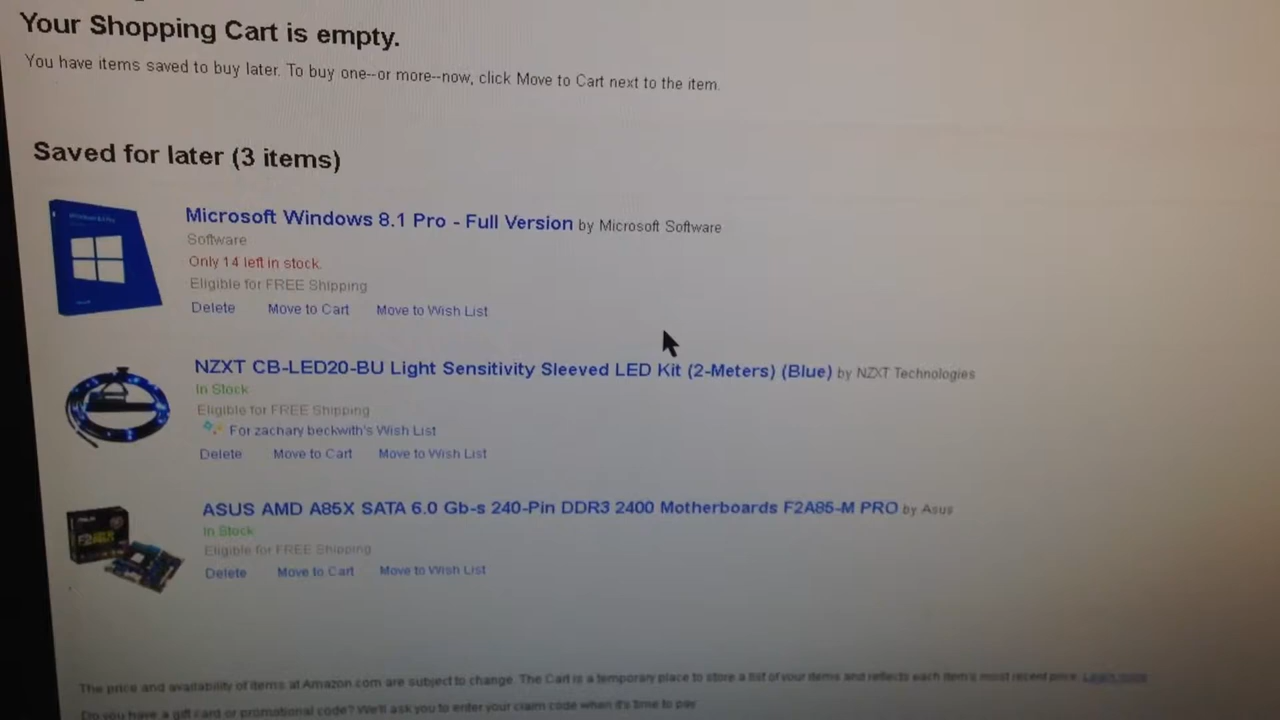 Your Shopping Cart is empty.
You have items saved to buy later. To buy one--or more--now, click Move to Cart next to the item.
Saved for later (3 items)
Microsoft Windows 8.1 Pro - Full Version by Microsoft Software
Software
Only 14 left in stock.
Eligible for FREE Shipping
Delete Move to Cart Move to Wish List
NZXT CB-LED20-BU Light Sensitivity Sleeved LED Kit (2-Meters) (Blue) by NZXT Technologies
In Stock
Eligible for FREE Shipping
For zachary beckwith's Wish List
Delete Move to Cart Move to Wish List
ASUS AMD A85X SATA 6.0 Gb-s 240-Pin DDR3 2400 Motherboards F2A85-M PRO by Asus
In Stock
Eligible for FREE Shipping
Delete Move to Cart Move to Wish List
The price and availability of items at Amazon.com are subject to change. The Cart is a temporary place to store a list of your items and reflects each item's most recent price. Learn more
Do you have a gift card or promotional code? We'll ask you to enter your claim code when it's time to pay.